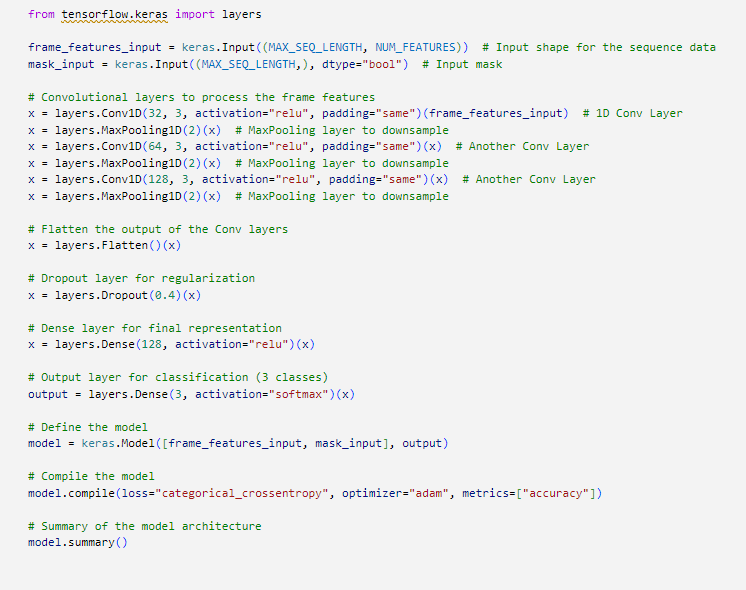 from tensorflow.keras import layers
frame_features_input = keras.Input((MAX_SEQ_LENGTH, NUM_FEATURES))  # Input shape for the sequence data
mask_input = keras.Input((MAX_SEQ_LENGTH,), dtype="bool")  # Input mask
# Convolutional layers to process the frame features
x = layers.Conv1D(32, 3, activation="relu", padding="same")(frame_features_input)  # 1D Conv Layer
x = layers.MaxPooling1D(2)(x)  # MaxPooling layer to downsample
x = layers.Conv1D(64, 3, activation="relu", padding="same")(x)  # Another Conv Layer
x = layers.MaxPooling1D(2)(x)  # MaxPooling layer to downsample
x = layers.Conv1D(128, 3, activation="relu", padding="same")(x)  # Another Conv Layer
x = layers.MaxPooling1D(2)(x)  # MaxPooling layer to downsample
# Flatten the output of the Conv layers
x = layers.Flatten()(x)
# Dropout layer for regularization
x = layers.Dropout(0.4)(x)
# Dense layer for final representation
x = layers.Dense(128, activation="relu")(x)
# Output layer for classification (3 classes)
output = layers.Dense(3, activation="softmax")(x)
# Define the model
model = keras.Model([frame_features_input, mask_input], output)
# Compile the model
model.compile(loss="categorical_crossentropy", optimizer="adam", metrics=["accuracy"])
# Summary of the model architecture
model.summary()